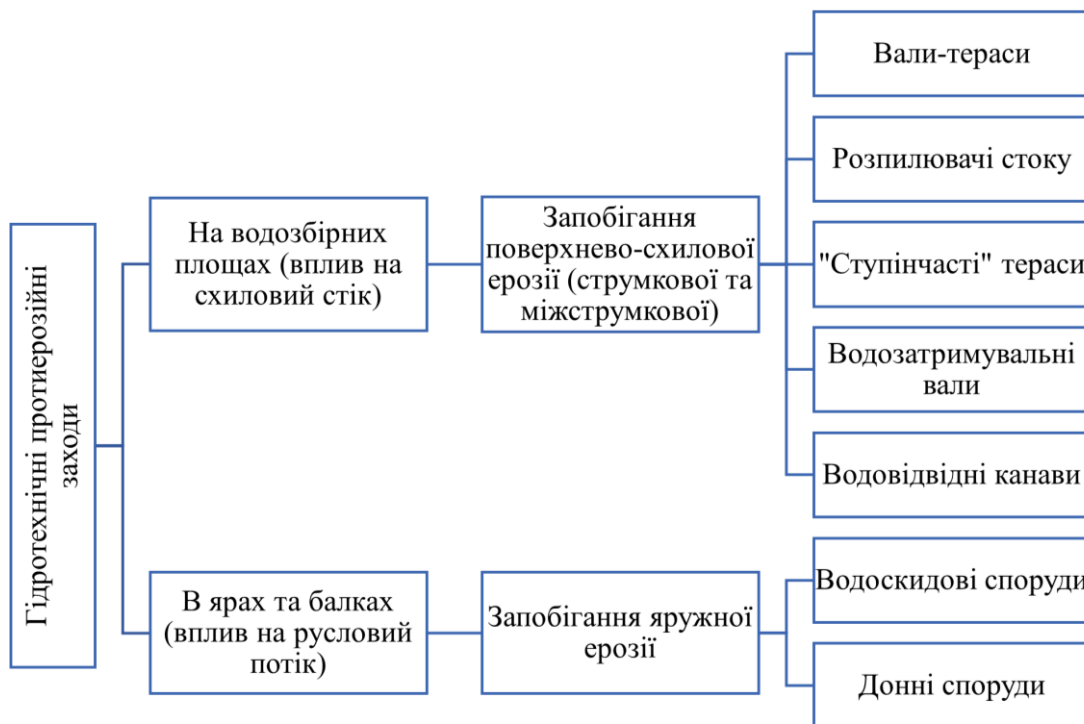 Гідротехнічні протиерозійні
заходи
На водозбірних
площах (вплив на
схиловий стік)
Запобігання
поверхнево-схилової
ерозії (струмкової та
міжструмкової)
Вали-тераси
Розпилювачі стоку
"Ступінчасті" тераси
Водозатримувальні
вали
Водовідвідні канави
В ярах та балках
(вплив на русловий
потік)
Запобігання яружної
ерозії
Водоскидові споруди
Донні споруди